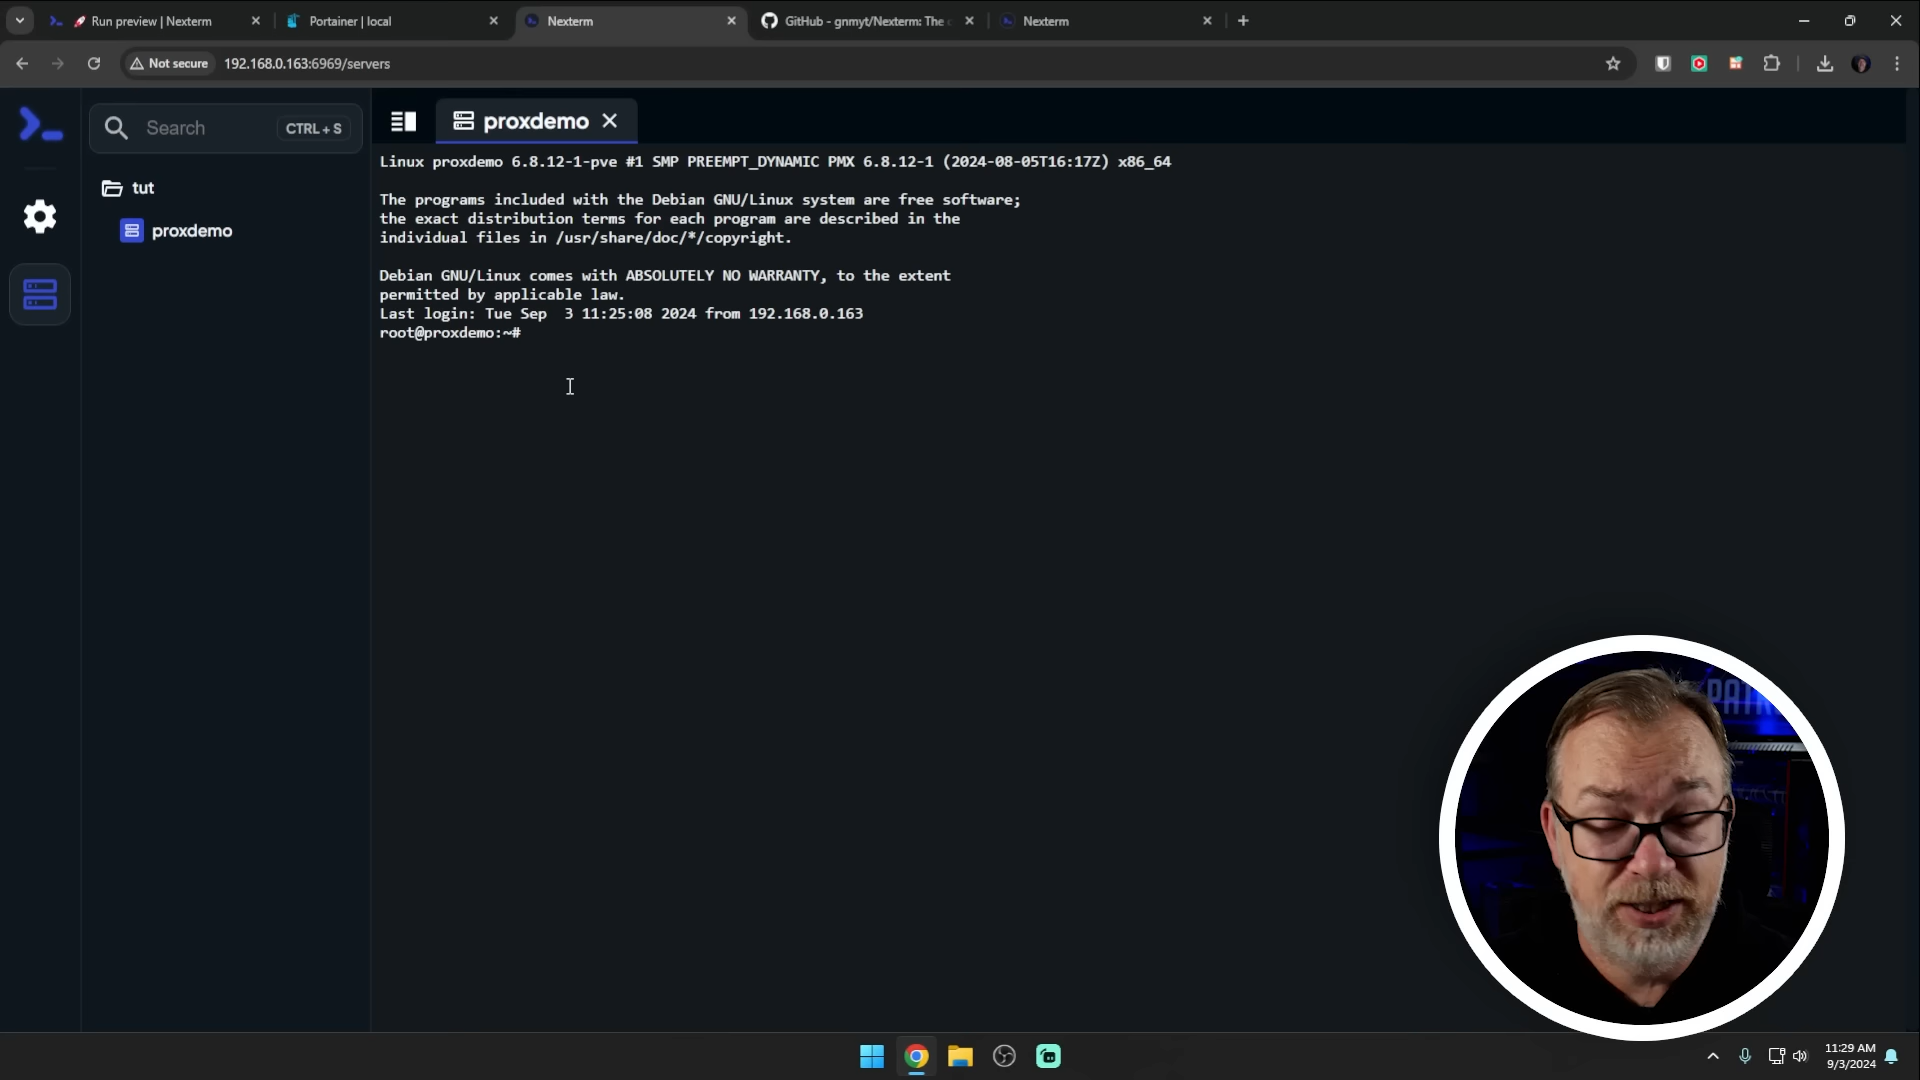 Run preview | Nexterm
Portainer | local
Nexterm
GitHub - gnmyt/Nexterm: The
Nexterm
Not secure
192.168.0.163:6969/servers
Search
CTRL + S
proxdemo
tut
proxdemo
Linux proxdemo 6.8.12-1-pve #1 SMP PREEMPT_DYNAMIC PMX 6.8.12-1 (2024-08-05T16:17Z) x86_64
The programs included with the Debian GNU/Linux system are free software;
the exact distribution terms for each program are described in the
individual files in /usr/share/doc/*/copyright.
Debian GNU/Linux comes with ABSOLUTELY NO WARRANTY, to the extent
permitted by applicable law.
Last login: Tue Sep  3 11:25:08 2024 from 192.168.0.163
root@proxdemo:~#
11:29 AM
9/3/2024